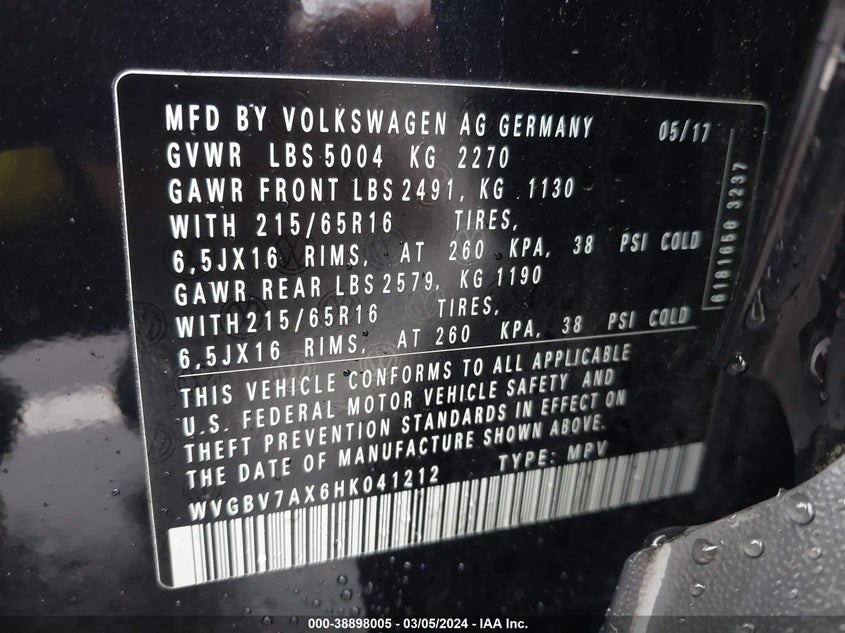 MFD BY VOLKSWAGEN AG GERMANY 05/17
GVWR LBS 5004 KG 2270
GAWR FRONT LBS 2491, KG 1130
WITH 215/65R16 TIRES,
6,5JX16 RIMS, AT 260 KPA, 38 PSI COLD
GAWR REAR LBS 2579, KG 1190
WITH 215/65R16 TIRES,
6,5JX16 RIMS, AT 260 KPA, 38 PSI COLD
6181660 3237
THIS VEHICLE CONFORMS TO ALL APPLICABLE
U.S. FEDERAL MOTOR VEHICLE SAFETY AND
THEFT PREVENTION STANDARDS IN EFFECT ON
THE DATE OF MANUFACTURE SHOWN ABOVE.
WVGBV7AX6HK041212 TYPE: MPV
000-38898005 - 03/05/2024 - IAA Inc.